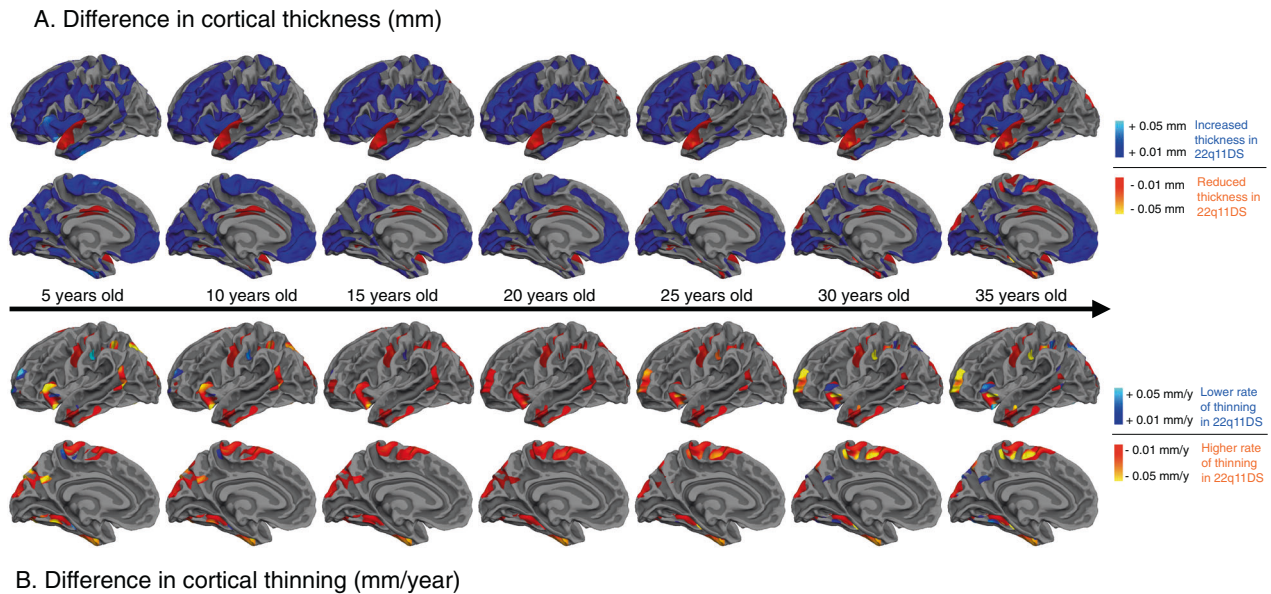 A. Difference in cortical thickness (mm)
+ 0.05 mm
+ 0.01 mm
Increased
thickness in
22q11DS
- 0.01 mm
- 0.05 mm
Reduced
thickness in
22q11DS
5 years old
10 years old
15 years old
20 years old
25 years old
30 years old
35 years old
+ 0.05 mm/y
+ 0.01 mm/y
Lower rate
of thinning
in 22q11DS
- 0.01 mm/y
- 0.05 mm/y
Higher rate
of thinning
in 22q11DS
B. Difference in cortical thinning (mm/year)